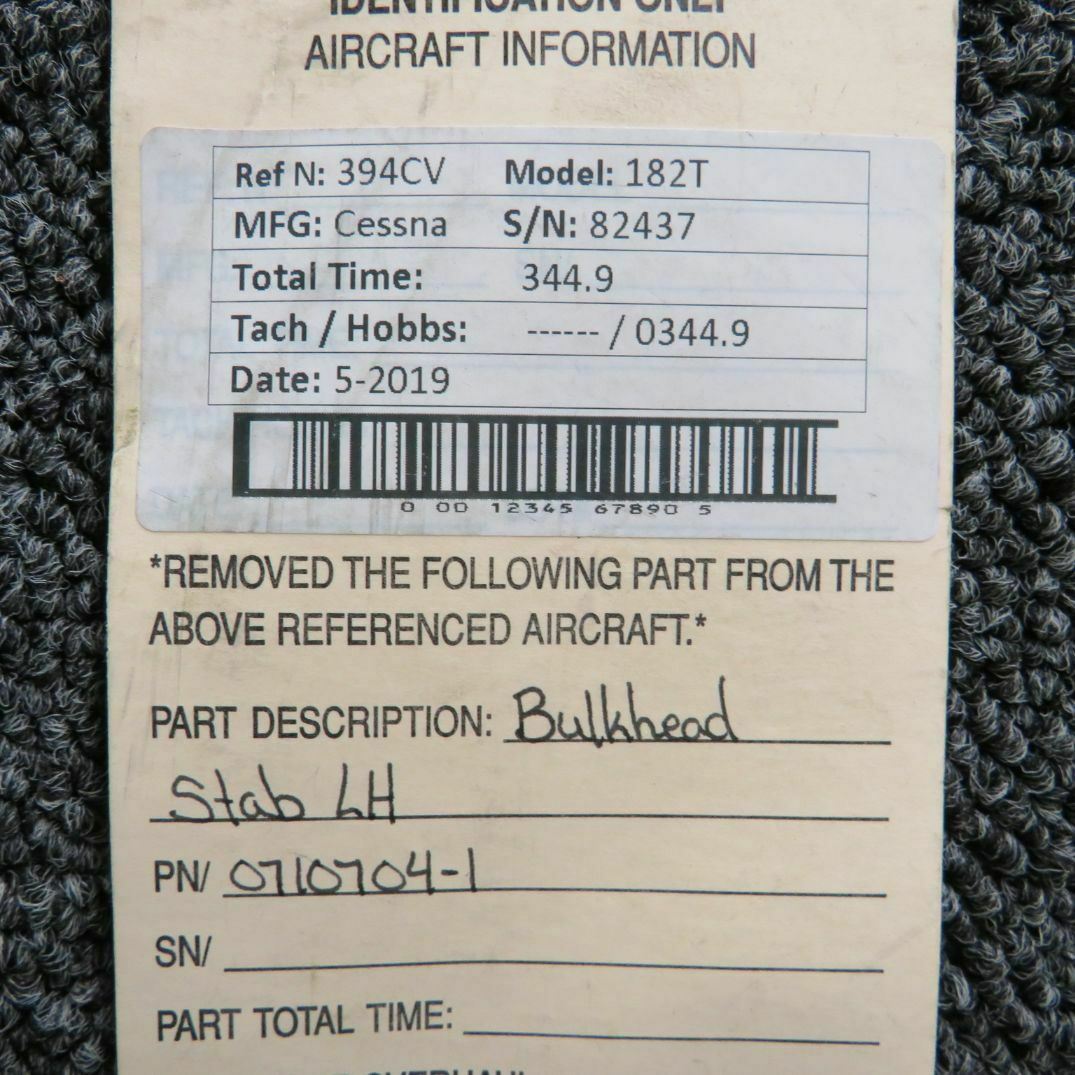 IDENTIFICATION ONLY
AIRCRAFT INFORMATION
Ref N: 394CV Model: 182T
MFG: Cessna S/N: 82437
Total Time: 344.9
Tach / Hobbs: ------ / 0344.9
Date: 5-2019
0 00 12345 67890 5
*REMOVED THE FOLLOWING PART FROM THE
ABOVE REFERENCED AIRCRAFT.*
PART DESCRIPTION: Bulkhead
Stab LH
PN/ 0710704-1
SN/
PART TOTAL TIME: